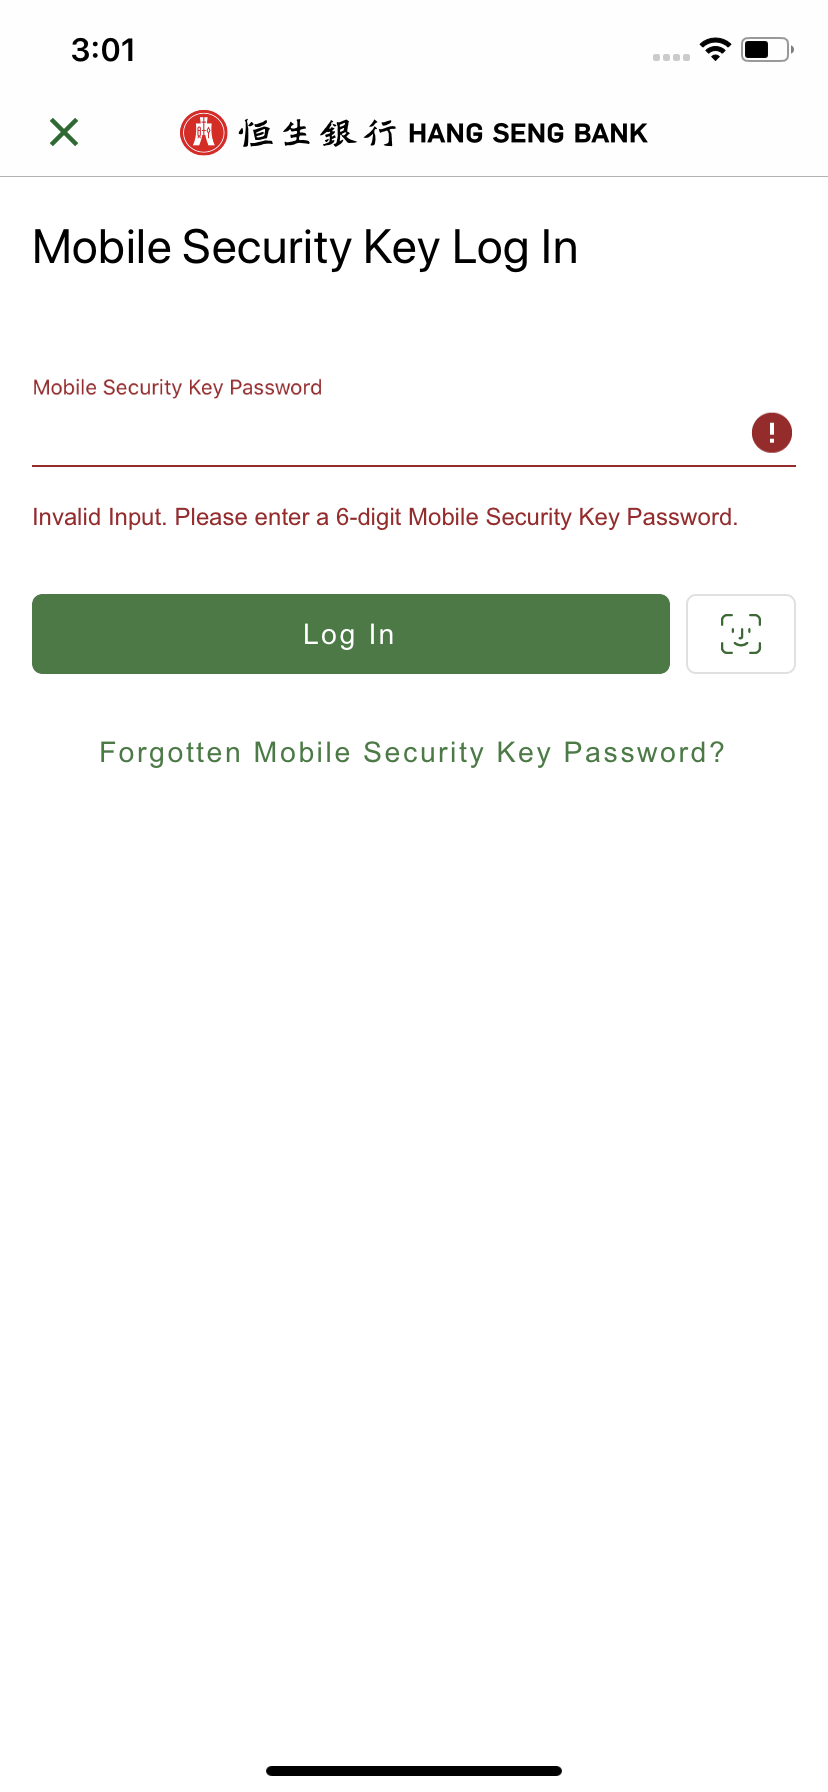 3:01
恒生銀行 HANG SENG BANK
Mobile Security Key Log In
Mobile Security Key Password
Invalid Input. Please enter a 6-digit Mobile Security Key Password.
Log In
Forgotten Mobile Security Key Password?